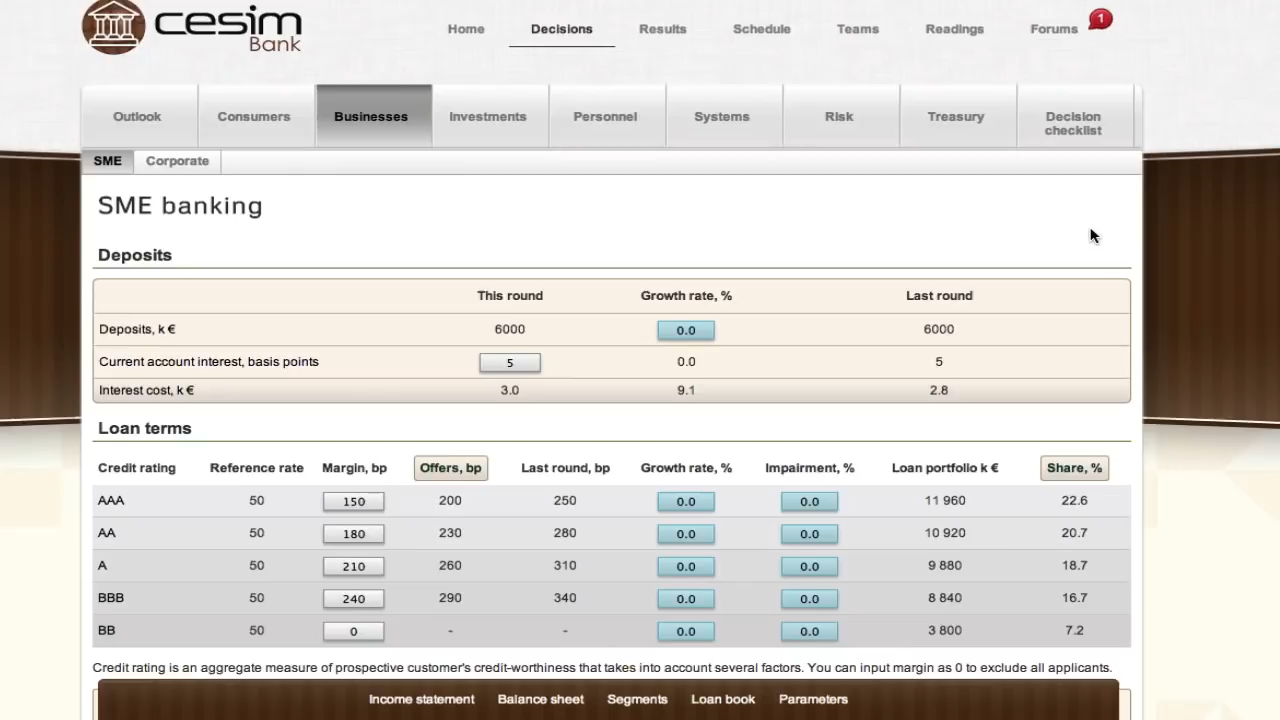 cesim
Bank
Home Decisions Results Schedule Teams Readings Forums 1
Outlook Consumers Businesses Investments Personnel Systems Risk Treasury Decision checklist
SME Corporate
SME banking
Deposits
This round Growth rate, % Last round
Deposits, k € 6000 0.0 6000
Current account interest, basis points 5 0.0 5
Interest cost, k € 3.0 9.1 2.8
Loan terms
Credit rating Reference rate Margin, bp Offers, bp Last round, bp Growth rate, % Impairment, % Loan portfolio k € Share, %
AAA 50 150 200 250 0.0 0.0 11 960 22.6
AA 50 180 230 280 0.0 0.0 10 920 20.7
A 50 210 260 310 0.0 0.0 9 880 18.7
BBB 50 240 290 340 0.0 0.0 8 840 16.7
BB 50 0 - - 0.0 0.0 3 800 7.2
Credit rating is an aggregate measure of prospective customer's credit-worthiness that takes into account several factors. You can input margin as 0 to exclude all applicants.
Income statement Balance sheet Segments Loan book Parameters